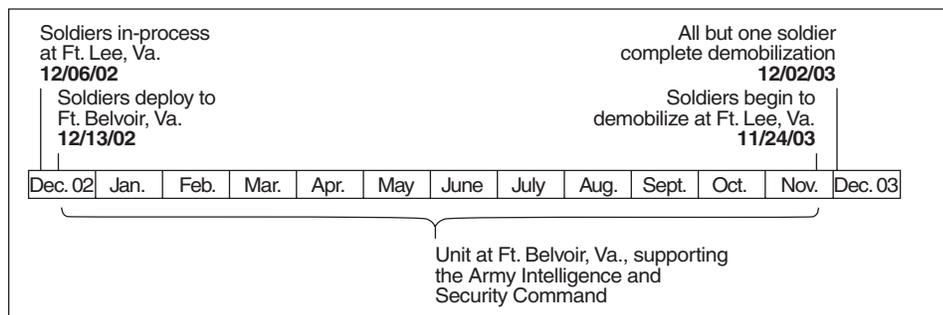 Soldiers in-process
at Ft. Lee, Va.
12/06/02
Soldiers deploy to
Ft. Belvoir, Va.
12/13/02
All but one soldier
complete demobilization
12/02/03
Soldiers begin to
demobilize at Ft. Lee, Va.
11/24/03
Dec. 02 Jan. Feb. Mar. Apr. May June July Aug. Sept. Oct. Nov. Dec. 03
Unit at Ft. Belvoir, Va., supporting
the Army Intelligence and
Security Command